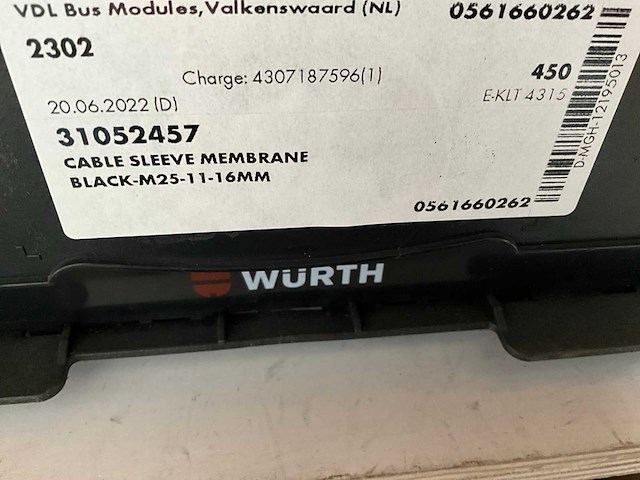 VDL Bus Modules, Valkenswaard (NL)
0561660262
2302
Charge: 4307187596(1)
450
20.06.2022 (D)
E-KLT 4315
31052457
CABLE SLEEVE MEMBRANE
BLACK-M25-11-16MM
0561660262
D-MGH-12195013
WÜRTH